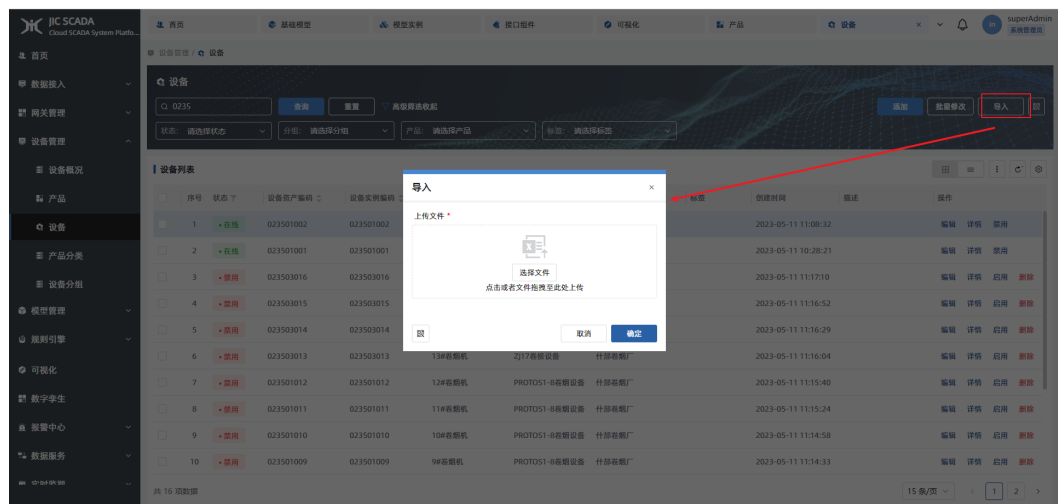 JIC SCADA
Cloud SCADA System Platfo...
首页
基础模型
模型实例
接口组件
可视化
产品
设备
in
superAdmin
系统管理员
首页
数据接入
网关管理
设备管理
设备概况
产品
设备
产品分类
设备分组
模型管理
规则引擎
可视化
数字孪生
报警中心
数据服务
实时监测
设备管理 / 设备
设备
0235
查询
重置
高级筛选收起
添加
批量修改
导入
状态: 请选择状态
分组: 请选择分组
产品: 请选择产品
标签: 请选择标签
设备列表
序号 状态 设备资产编码 设备实例编码 标签 创建时间 描述 操作
1 在线 023501002 023501002 2023-05-11 11:08:32 编辑 详情 禁用
2 在线 023501001 023501001 2023-05-11 10:28:21 编辑 详情 禁用
3 禁用 023503016 023503016 2023-05-11 11:17:10 编辑 详情 启用 删除
4 禁用 023503015 023503015 2023-05-11 11:16:52 编辑 详情 启用 删除
5 禁用 023503014 023503014 2023-05-11 11:16:29 编辑 详情 启用 删除
6 禁用 023503013 023503013 13#卷烟机 ZJ17卷接设备 什邡卷烟厂 2023-05-11 11:16:04 编辑 详情 启用 删除
7 禁用 023501012 023501012 12#卷烟机 PROTOS1-8卷烟设备 什邡卷烟厂 2023-05-11 11:15:40 编辑 详情 启用 删除
8 禁用 023501011 023501011 11#卷烟机 PROTOS1-8卷烟设备 什邡卷烟厂 2023-05-11 11:15:24 编辑 详情 启用 删除
9 禁用 023501010 023501010 10#卷烟机 PROTOS1-8卷烟设备 什邡卷烟厂 2023-05-11 11:14:58 编辑 详情 启用 删除
10 禁用 023501009 023501009 9#卷烟机 PROTOS1-8卷烟设备 什邡卷烟厂 2023-05-11 11:14:33 编辑 详情 启用 删除
共 16 项数据
15 条/页
1 2
导入
上传文件 *
选择文件
点击或者文件拖拽至此处上传
取消
确定